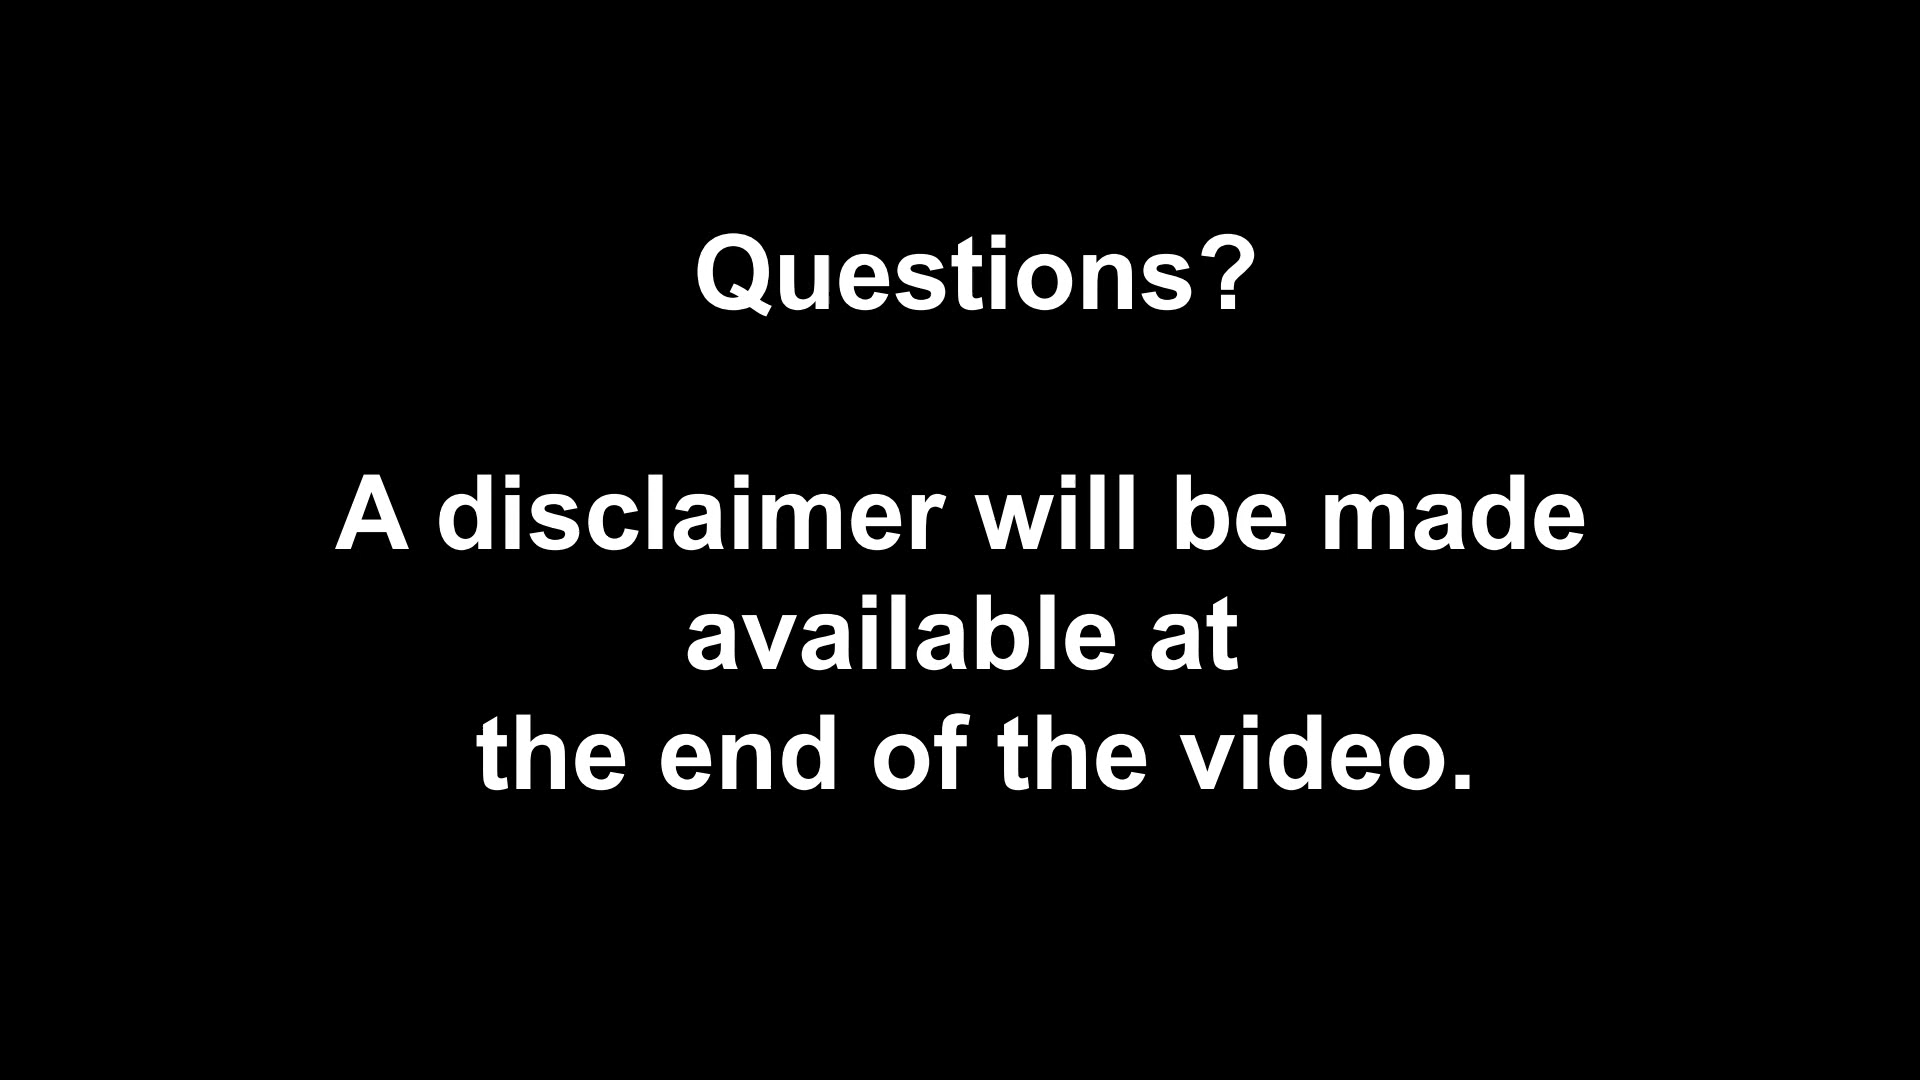 Questions?
A disclaimer will be made
available at
the end of the video.